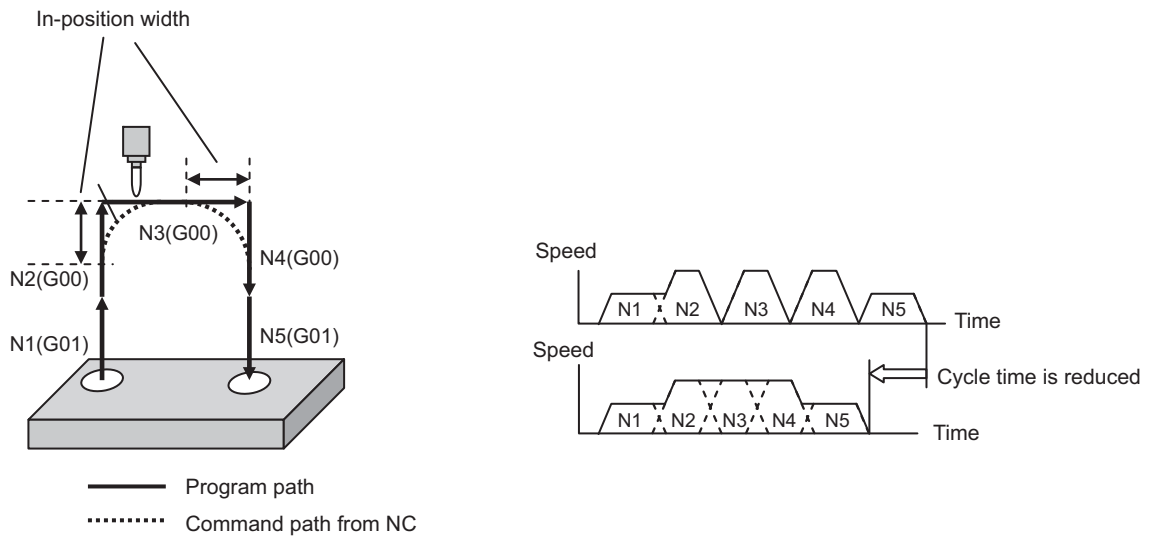 In-position width
N3(G00)
N4(G00)
N2(G00)
N1(G01)
N5(G01)
Program path
Command path from NC
Speed
N1
N2
N3
N4
N5
Time
Speed
Cycle time is reduced
N1
N2
N3
N4
N5
Time